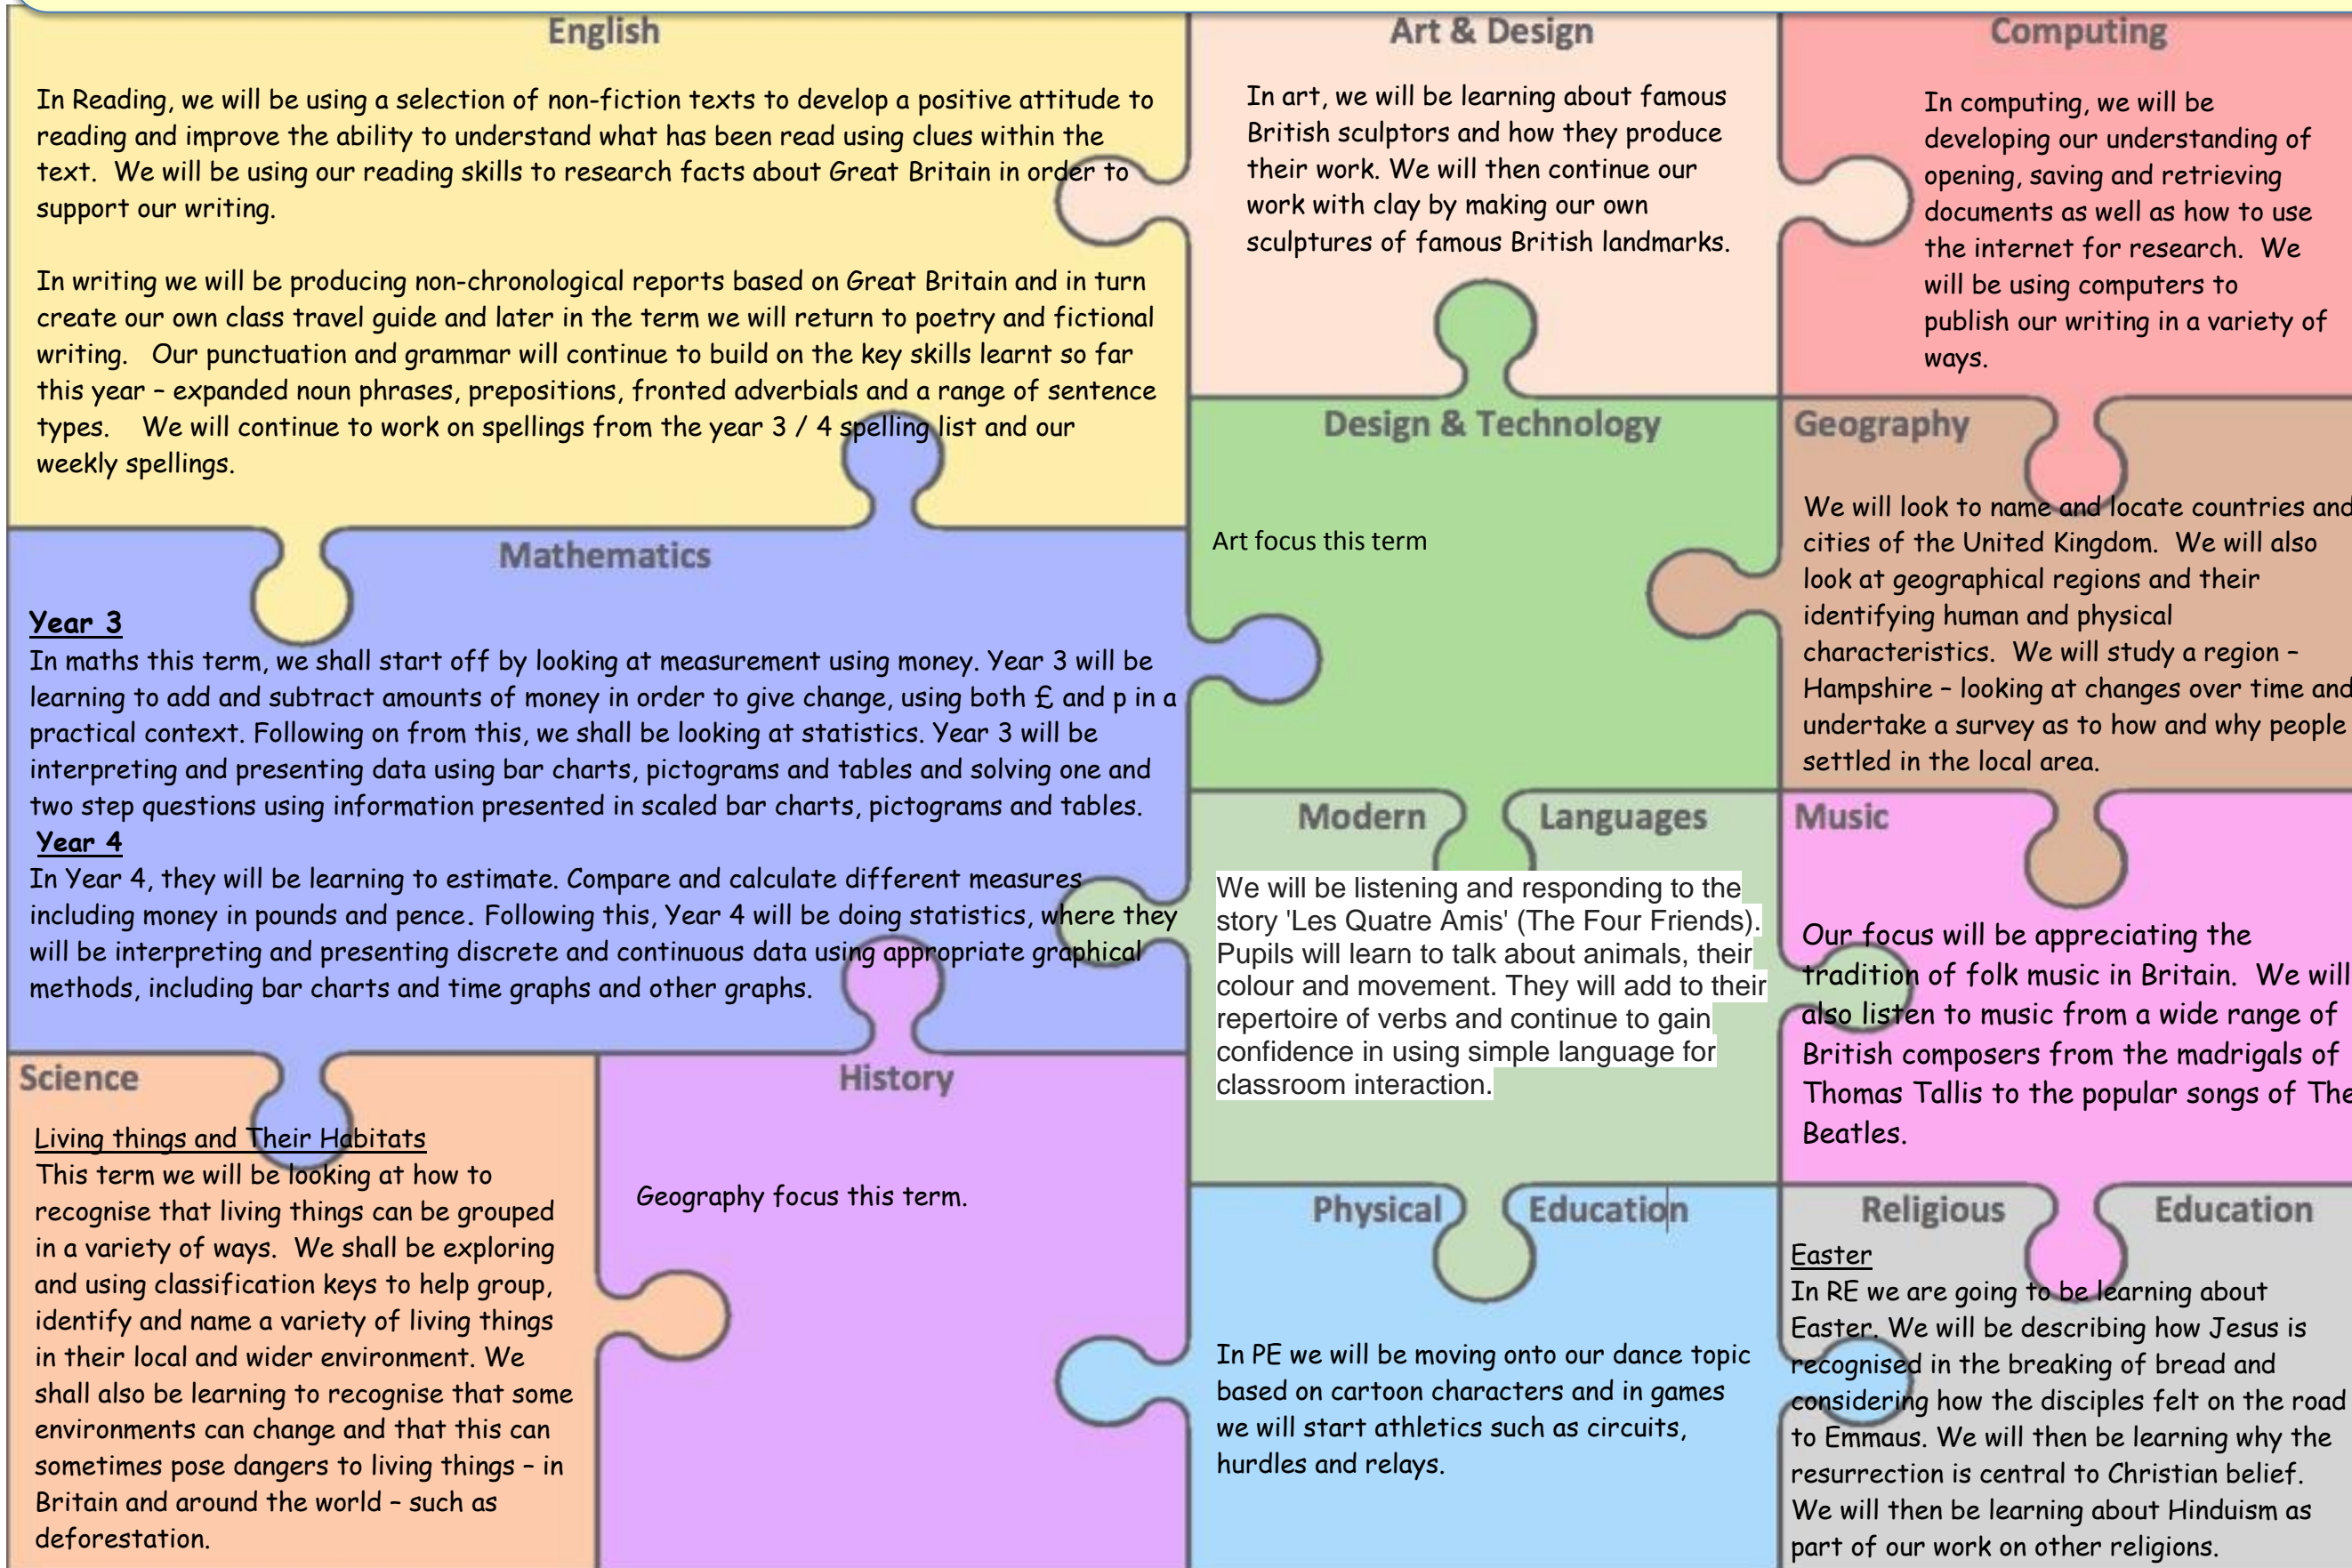 English
In Reading, we will be using a selection of non-fiction texts to develop a positive attitude to
reading and improve the ability to understand what has been read using clues within the
text.  We will be using our reading skills to research facts about Great Britain in order to
support our writing.
In writing we will be producing non-chronological reports based on Great Britain and in turn
create our own class travel guide and later in the term we will return to poetry and fictional
writing.   Our punctuation and grammar will continue to build on the key skills learnt so far
this year – expanded noun phrases, prepositions, fronted adverbials and a range of sentence
types.    We will continue to work on spellings from the year 3 / 4 spelling list and our
weekly spellings.
Art & Design
In art, we will be learning about famous
British sculptors and how they produce
their work. We will then continue our
work with clay by making our own
sculptures of famous British landmarks.
Computing
In computing, we will be
developing our understanding of
opening, saving and retrieving
documents as well as how to use
the internet for research.  We
will be using computers to
publish our writing in a variety of
ways.
Design & Technology
Art focus this term
Geography
We will look to name and locate countries and
cities of the United Kingdom.  We will also
look at geographical regions and their
identifying human and physical
characteristics.  We will study a region –
Hampshire – looking at changes over time and
undertake a survey as to how and why people
settled in the local area.
Mathematics
Year 3
In maths this term, we shall start off by looking at measurement using money. Year 3 will be
learning to add and subtract amounts of money in order to give change, using both £ and p in a
practical context. Following on from this, we shall be looking at statistics. Year 3 will be
interpreting and presenting data using bar charts, pictograms and tables and solving one and
two step questions using information presented in scaled bar charts, pictograms and tables.
Year 4
In Year 4, they will be learning to estimate. Compare and calculate different measures
including money in pounds and pence. Following this, Year 4 will be doing statistics, where they
will be interpreting and presenting discrete and continuous data using appropriate graphical
methods, including bar charts and time graphs and other graphs.
Modern Languages
We will be listening and responding to the
story 'Les Quatre Amis' (The Four Friends).
Pupils will learn to talk about animals, their
colour and movement. They will add to their
repertoire of verbs and continue to gain
confidence in using simple language for
classroom interaction.
Music
Our focus will be appreciating the
tradition of folk music in Britain.  We will
also listen to music from a wide range of
British composers from the madrigals of
Thomas Tallis to the popular songs of The
Beatles.
Science
Living things and Their Habitats
This term we will be looking at how to
recognise that living things can be grouped
in a variety of ways.  We shall be exploring
and using classification keys to help group,
identify and name a variety of living things
in their local and wider environment. We
shall also be learning to recognise that some
environments can change and that this can
sometimes pose dangers to living things – in
Britain and around the world – such as
deforestation.
History
Geography focus this term.
Physical Education
In PE we will be moving onto our dance topic
based on cartoon characters and in games
we will start athletics such as circuits,
hurdles and relays.
Religious Education
Easter
In RE we are going to be learning about
Easter. We will be describing how Jesus is
recognised in the breaking of bread and
considering how the disciples felt on the road
to Emmaus. We will then be learning why the
resurrection is central to Christian belief.
We will then be learning about Hinduism as
part of our work on other religions.